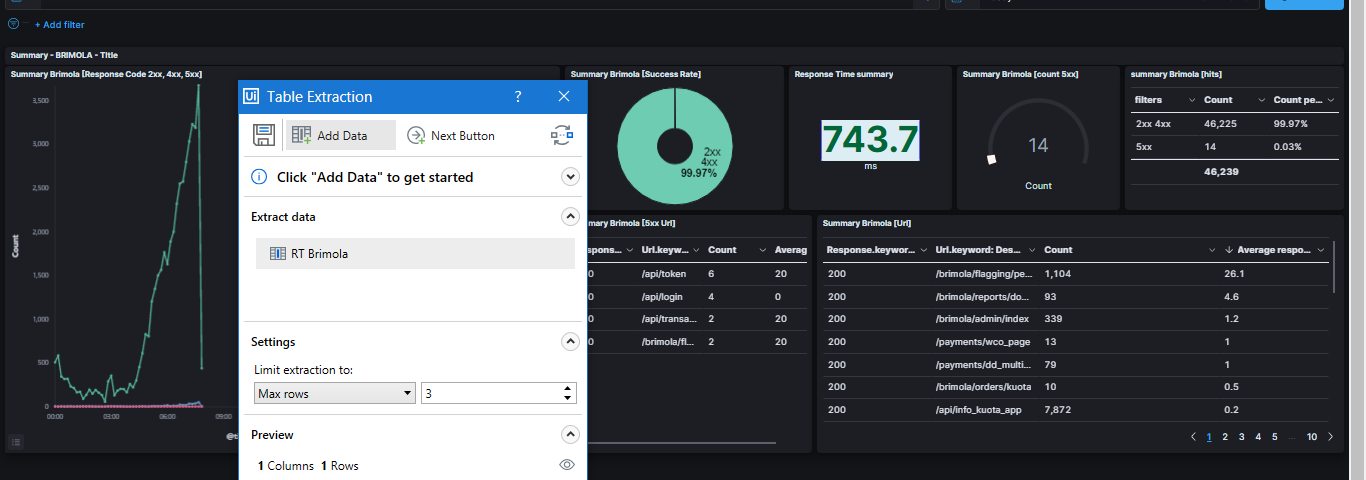 + Add filter
Summary - BRIMOLA - Title
Summary Brimola [Response Code 2xx, 4xx, 5xx]
3,500
3,000
2,500
2,000
1,500
1,000
500
0
Count
00:00 03:00 06:00 09:00
Ui Table Extraction ? ×
Add Data Next Button
Click "Add Data" to get started
Extract data
RT Brimola
Settings
Limit extraction to:
Max rows 3
Preview
1 Columns 1 Rows
Summary Brimola [Success Rate]
2xx
4xx
99.97%
Response Time summary
743.7
ms
Summary Brimola [count 5xx]
14
Count
summary Brimola [hits]
filters Count Count pe...
2xx 4xx 46,225 99.97%
5xx 14 0.03%
46,239
mary Brimola [5xx Url]
spons... Url.keyw... Count Averag
0 /api/token 6 20
0 /api/login 4 0
0 /api/transa... 2 20
0 /brimola/fl... 2 20
Summary Brimola [Url]
Response.keywor... Url.keyword: Des... Count Average respo...
200 /brimola/flagging/pe... 1,104 26.1
200 /brimola/reports/do... 93 4.6
200 /brimola/admin/index 339 1.2
200 /payments/wco_page 13 1
200 /payments/dd_multi... 79 1
200 /brimola/orders/kuota 10 0.5
200 /api/info_kuota_app 7,872 0.2
1 2 3 4 5 ... 10